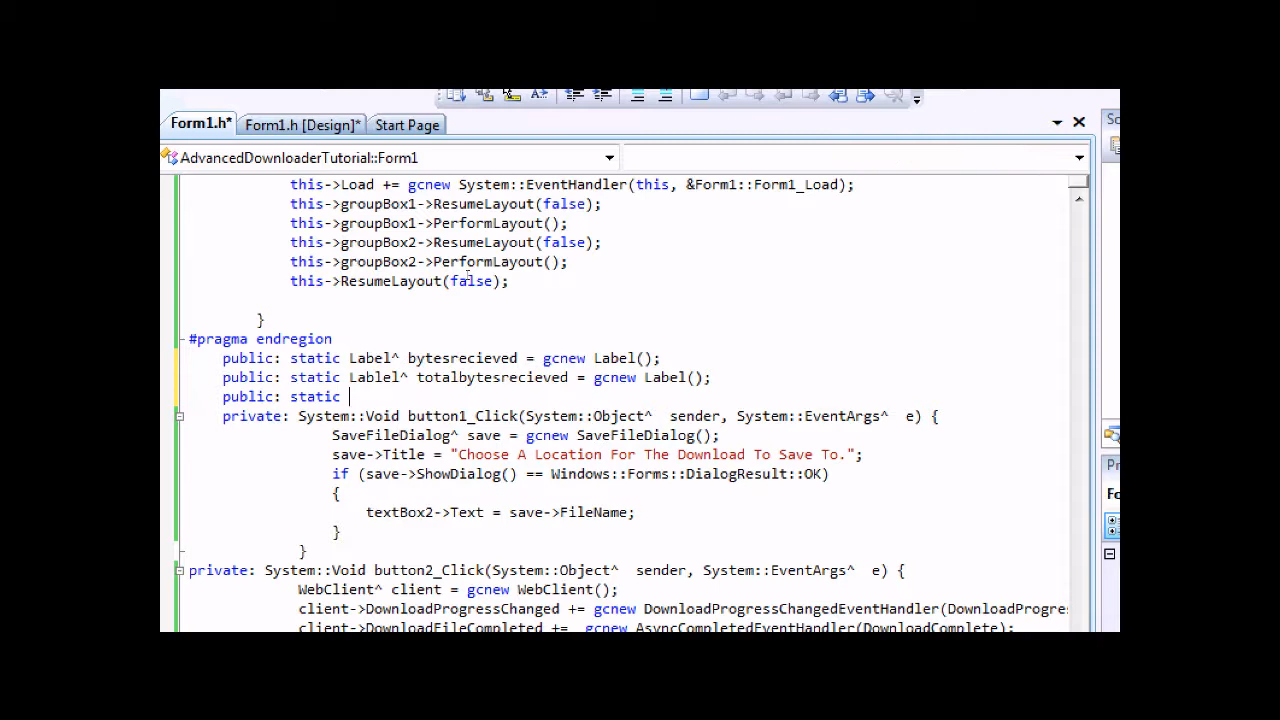 Form1.h* Form1.h [Design]* Start Page
AdvancedDownloaderTutorial::Form1
this->Load += gcnew System::EventHandler(this, &Form1::Form1_Load);
this->groupBox1->ResumeLayout(false);
this->groupBox1->PerformLayout();
this->groupBox2->ResumeLayout(false);
this->groupBox2->PerformLayout();
this->ResumeLayout(false);
}
#pragma endregion
public: static Label^ bytesrecieved = gcnew Label();
public: static Lablel^ totalbytesrecieved = gcnew Label();
public: static
private: System::Void button1_Click(System::Object^  sender, System::EventArgs^  e) {
SaveFileDialog^ save = gcnew SaveFileDialog();
save->Title = "Choose A Location For The Download To Save To.";
if (save->ShowDialog() == Windows::Forms::DialogResult::OK)
{
textBox2->Text = save->FileName;
}
}
private: System::Void button2_Click(System::Object^  sender, System::EventArgs^  e) {
WebClient^ client = gcnew WebClient();
client->DownloadProgressChanged += gcnew DownloadProgressChangedEventHandler(DownloadProgre
client->DownloadFileCompleted +=  gcnew AsyncCompletedEventHandler(DownloadComplete);